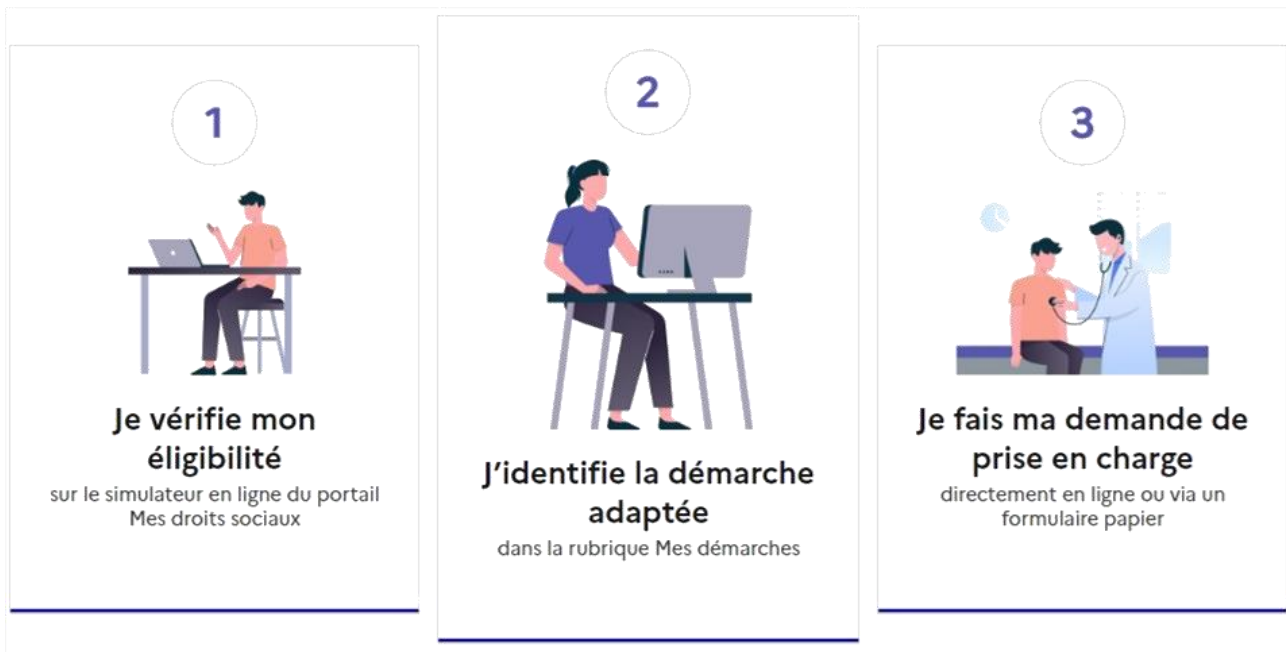 1
Je vérifie mon
éligibilité
sur le simulateur en ligne du portail
Mes droits sociaux
2
J'identifie la démarche
adaptée
dans la rubrique Mes démarches
3
Je fais ma demande de
prise en charge
directement en ligne ou via un
formulaire papier